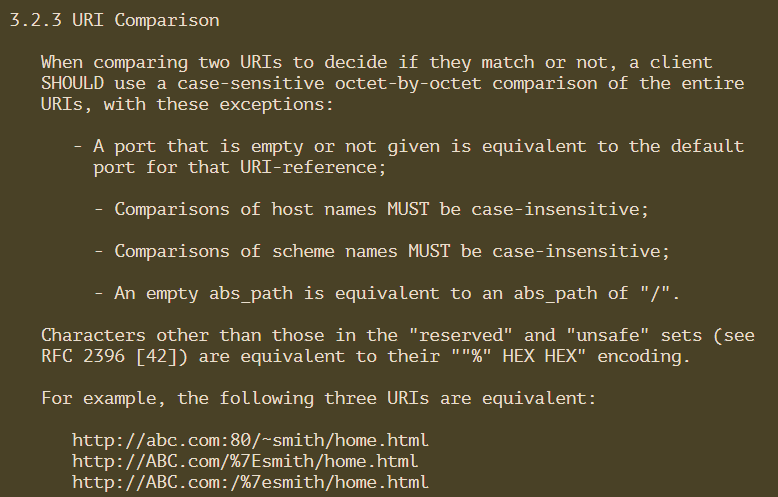 3.2.3 URI Comparison
When comparing two URIs to decide if they match or not, a client
SHOULD use a case-sensitive octet-by-octet comparison of the entire
URIs, with these exceptions:
- A port that is empty or not given is equivalent to the default
port for that URI-reference;
- Comparisons of host names MUST be case-insensitive;
- Comparisons of scheme names MUST be case-insensitive;
- An empty abs_path is equivalent to an abs_path of "/".
Characters other than those in the "reserved" and "unsafe" sets (see
RFC 2396 [42]) are equivalent to their ""%" HEX HEX" encoding.
For example, the following three URIs are equivalent:
http://abc.com:80/~smith/home.html
http://ABC.com/%7Esmith/home.html
http://ABC.com:/%7esmith/home.html